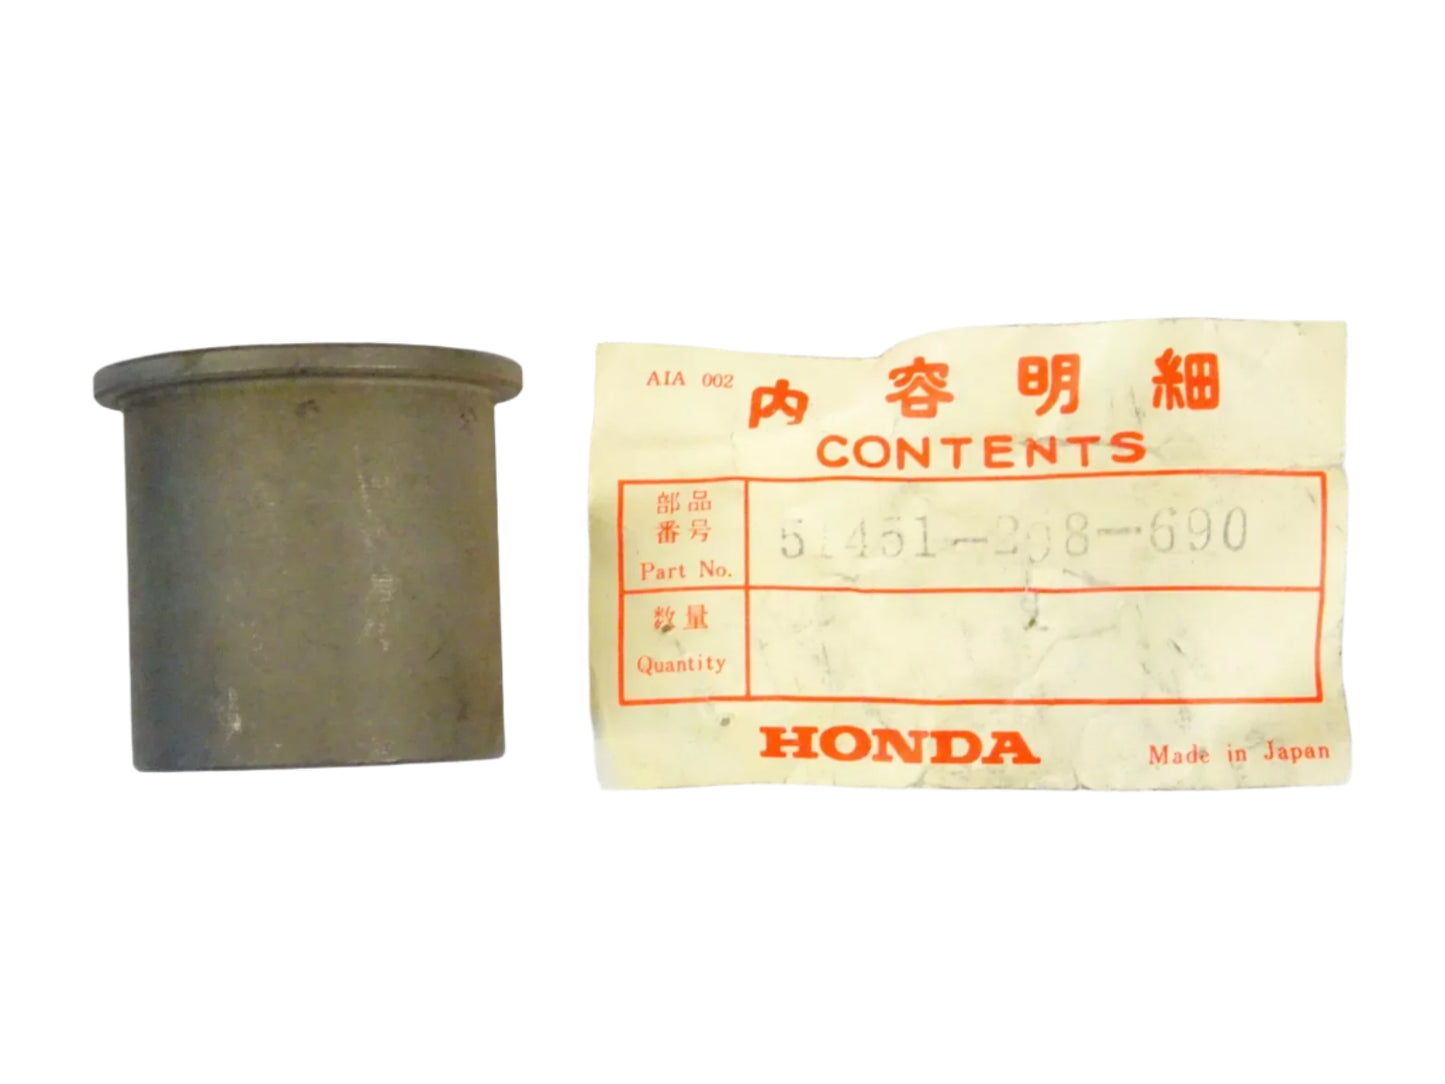 AIA 002
内容明細
CONTENTS
部品
番号
Part No.
51451-298-690
数量
Quantity
1
HONDA
Made in Japan